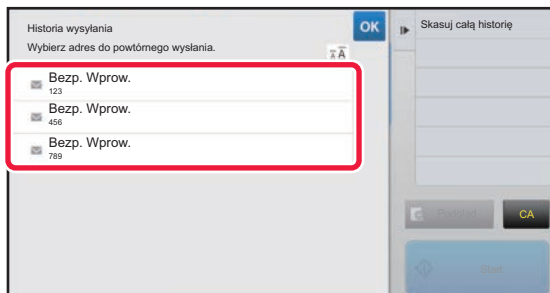 Historia wysyłania
OK
Wybierz adres do powtórnego wysłania.
A A
Bezp. Wprow.
123
Bezp. Wprow.
456
Bezp. Wprow.
789
Skasuj całą historię
Podgląd
CA
Start